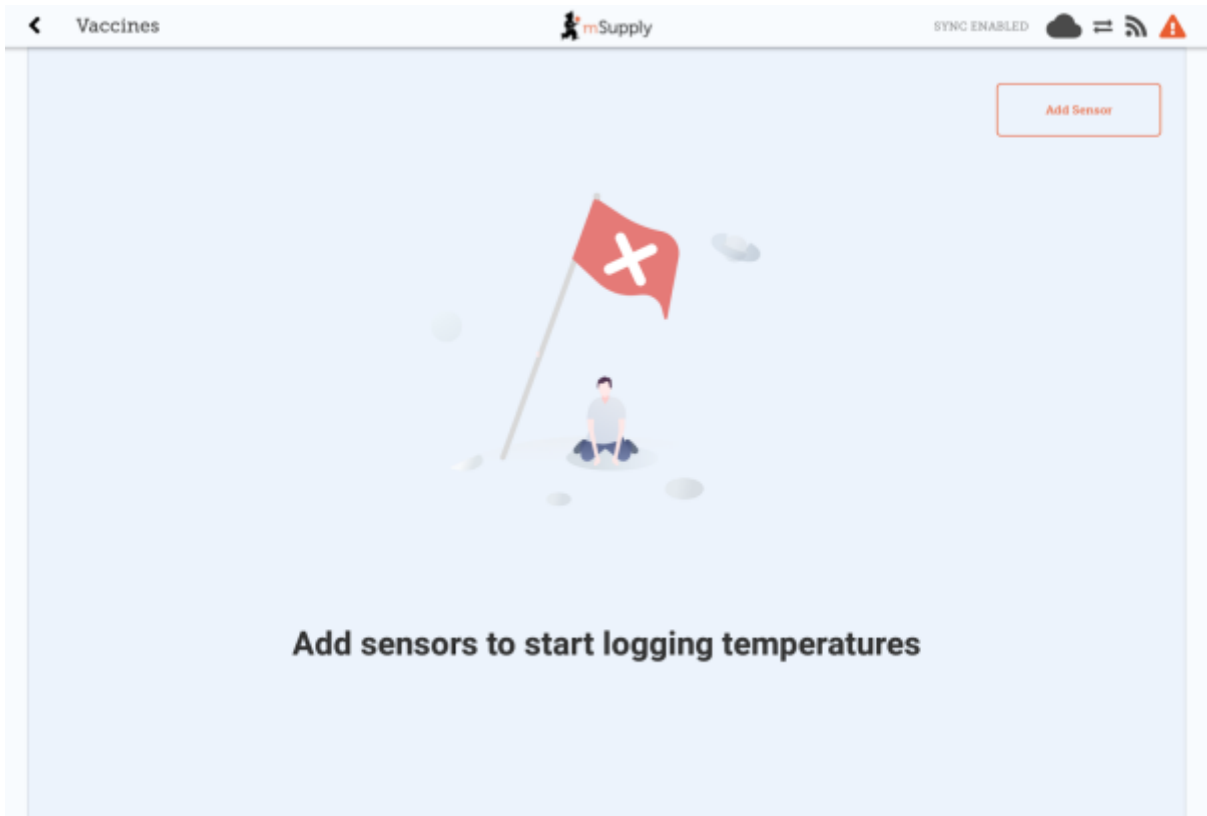 Vaccines
mSupply
SYNC ENABLED
Add Sensor
Add sensors to start logging temperatures